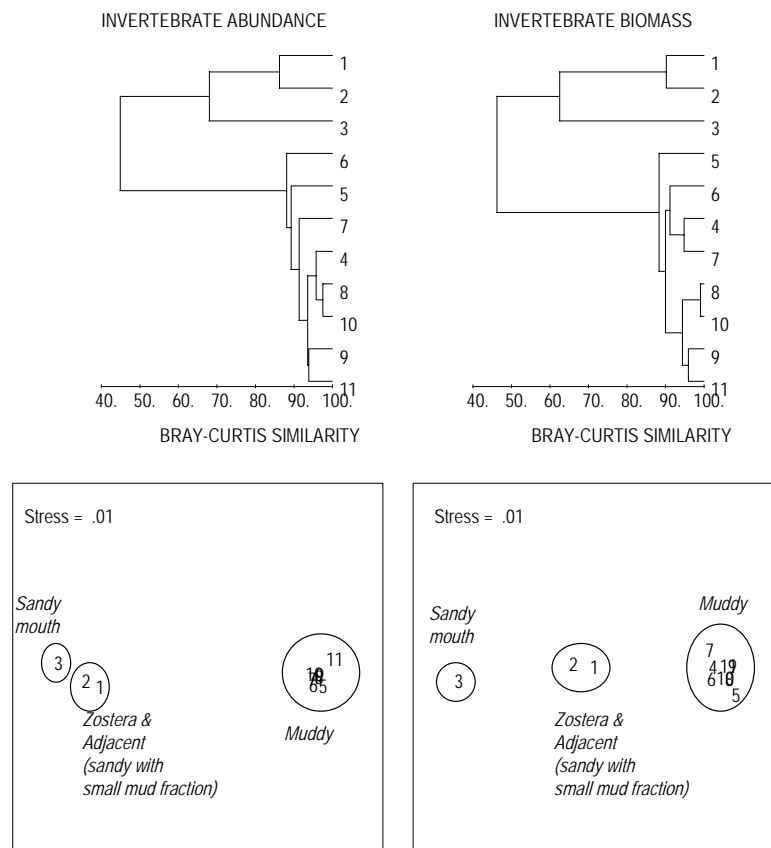 INVERTEBRATE ABUNDANCE
1
2
3
6
5
7
4
8
10
9
11
40. 50. 60. 70. 80. 90. 100.
BRAY-CURTIS SIMILARITY
INVERTEBRATE BIOMASS
1
2
3
5
6
4
7
8
10
9
11
40. 50. 60. 70. 80. 90. 100.
BRAY-CURTIS SIMILARITY
Stress = .01
Sandy
mouth
3
2 1
Zostera &
Adjacent
(sandy with
small mud fraction)
11
10
65
Muddy
Stress = .01
Sandy
mouth
3
2 1
Zostera &
Adjacent
(sandy with
small mud fraction)
Muddy
7
4
6
5